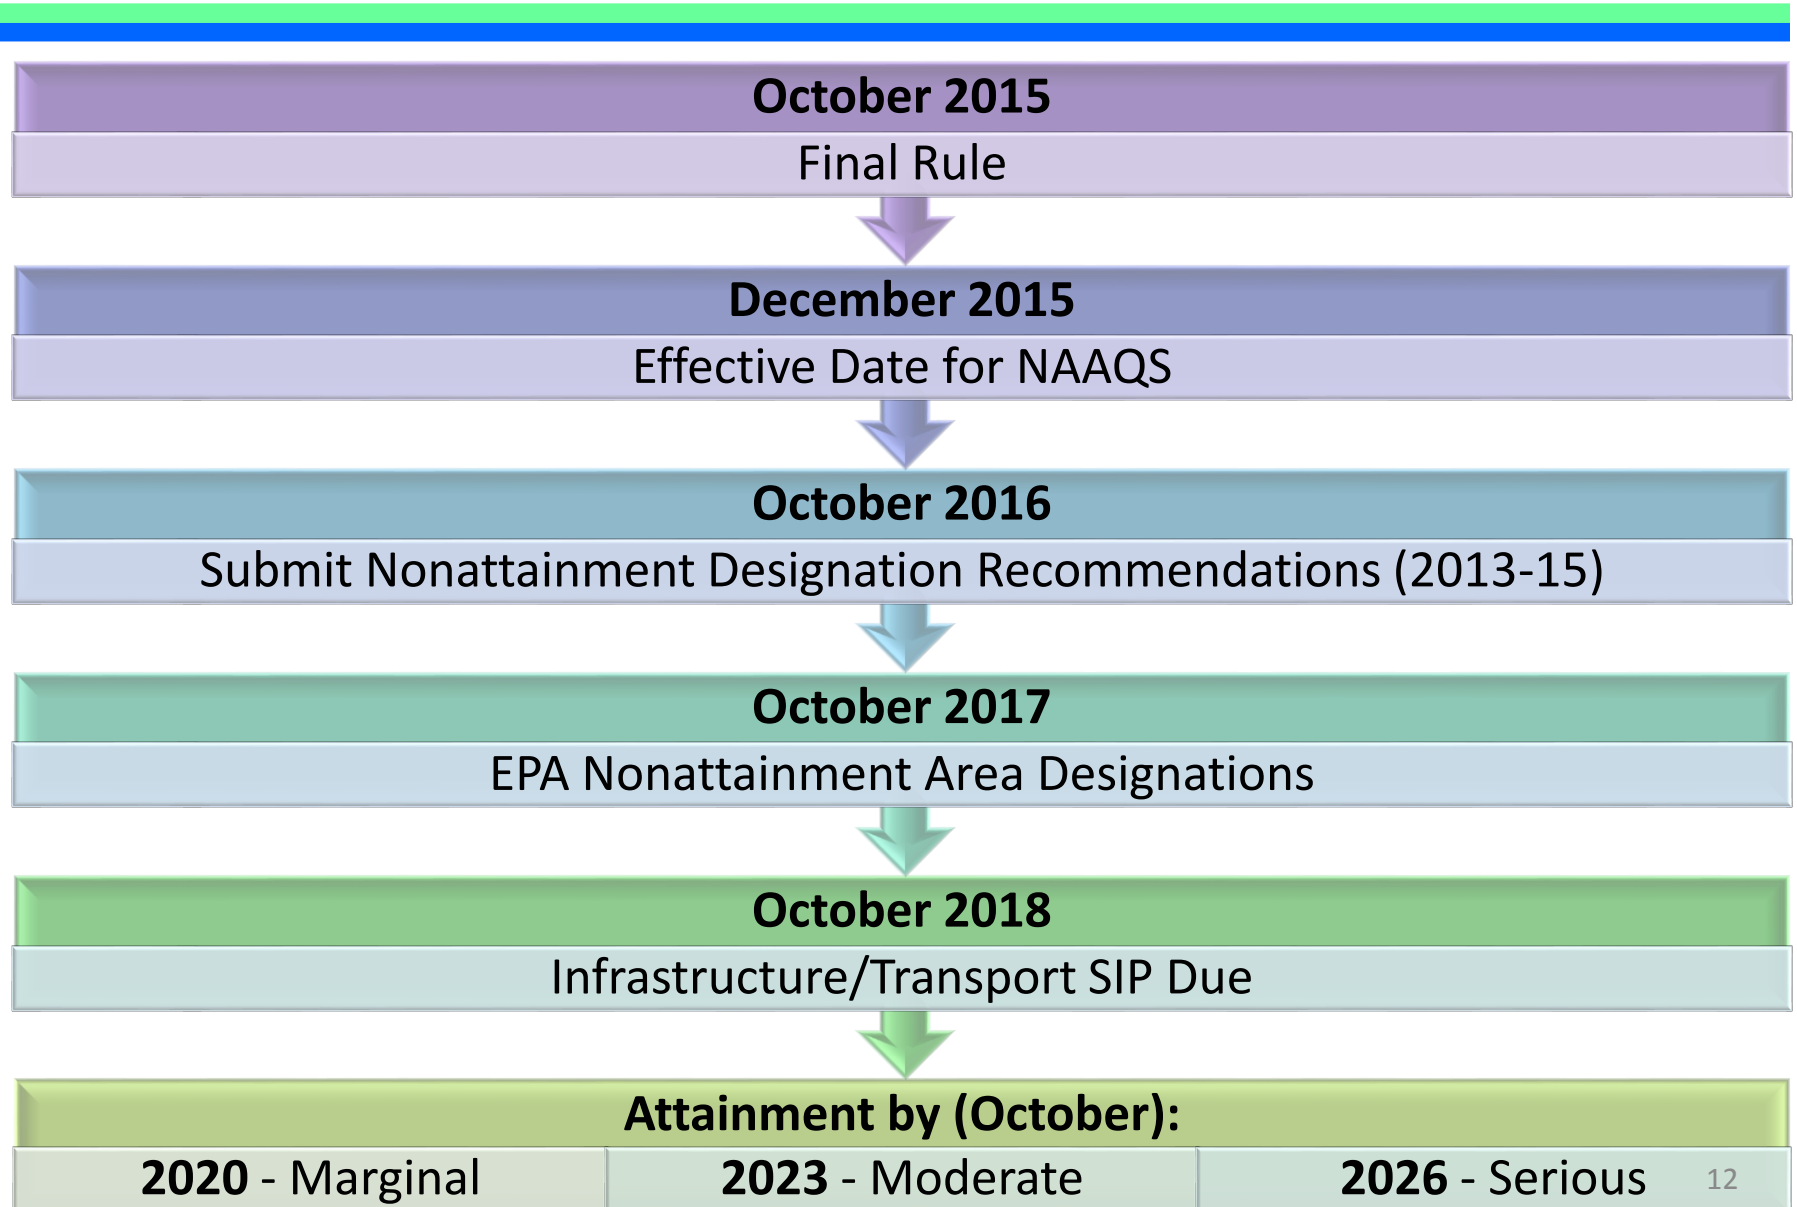 October 2015
Final Rule
December 2015
Effective Date for NAAQS
October 2016
Submit Nonattainment Designation Recommendations (2013-15)
October 2017
EPA Nonattainment Area Designations
October 2018
Infrastructure/Transport SIP Due
Attainment by (October):
2020 - Marginal
2023 - Moderate
2026 - Serious
12